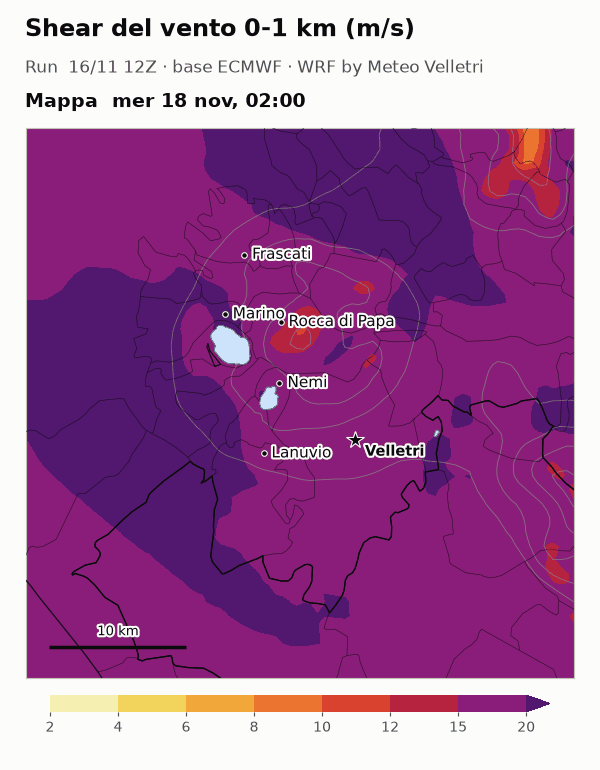 Shear del vento 0-1 km (m/s)
Run  16/11 12Z · base ECMWF · WRF by Meteo Velletri
Mappa  mer 18 nov, 02:00
Frascati
Marino
Rocca di Papa
Nemi
Velletri
Lanuvio
10 km
2 4 6 8 10 12 15 20